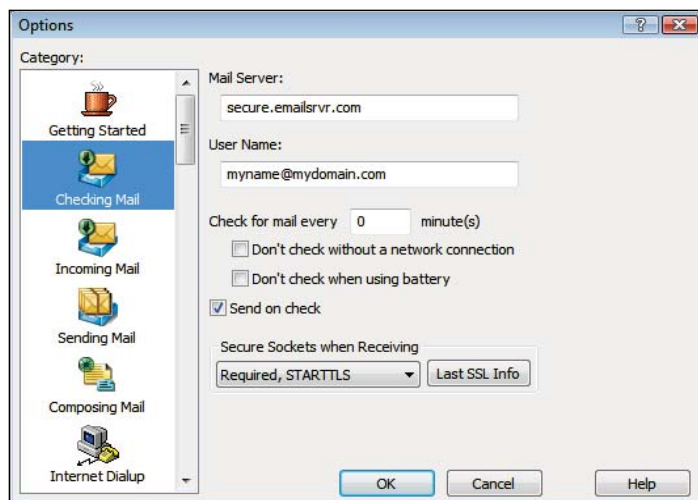 Options
Category:
Getting Started
Checking Mail
Incoming Mail
Sending Mail
Composing Mail
Internet Dialup
Mail Server:
secure.emailsrvr.com
User Name:
myname@mydomain.com
Check for mail every 0 minute(s)
Don't check without a network connection
Don't check when using battery
Send on check
Secure Sockets when Receiving
Required, STARTTLS
Last SSL Info
OK
Cancel
Help